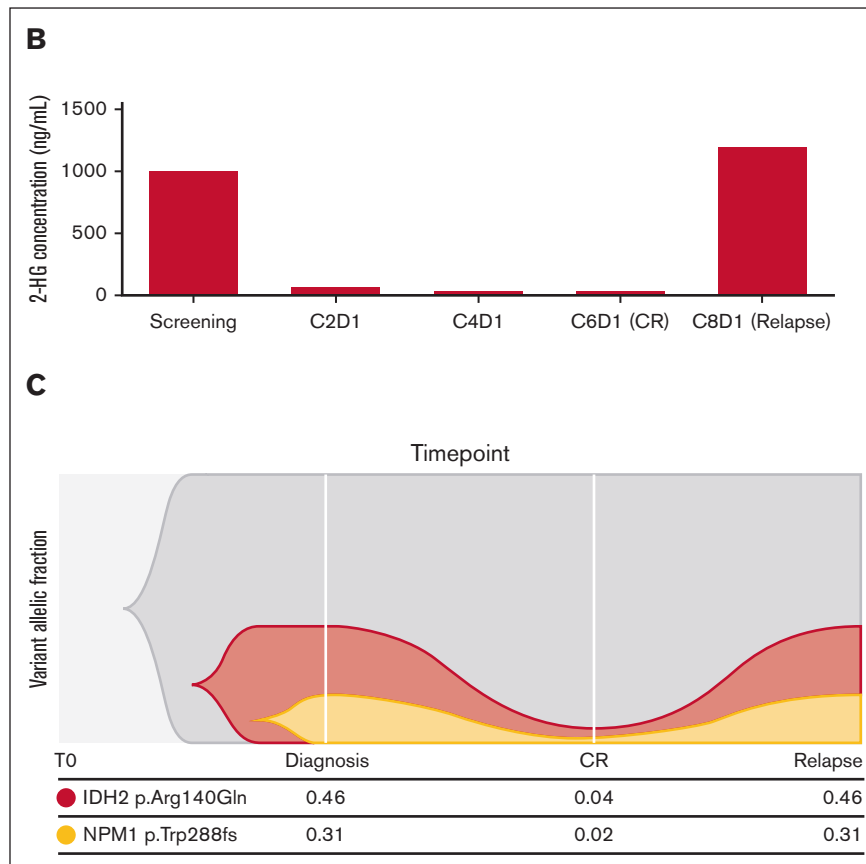 B
2-HG concentration (ng/mL)
1500
1000
500
0
Screening C2D1 C4D1 C6D1 (CR) C8D1 (Relapse)
C
Timepoint
Variant allelic fraction
T0 Diagnosis CR Relapse
IDH2 p.Arg140Gln 0.46 0.04 0.46
NPM1 p.Trp288fs 0.31 0.02 0.31